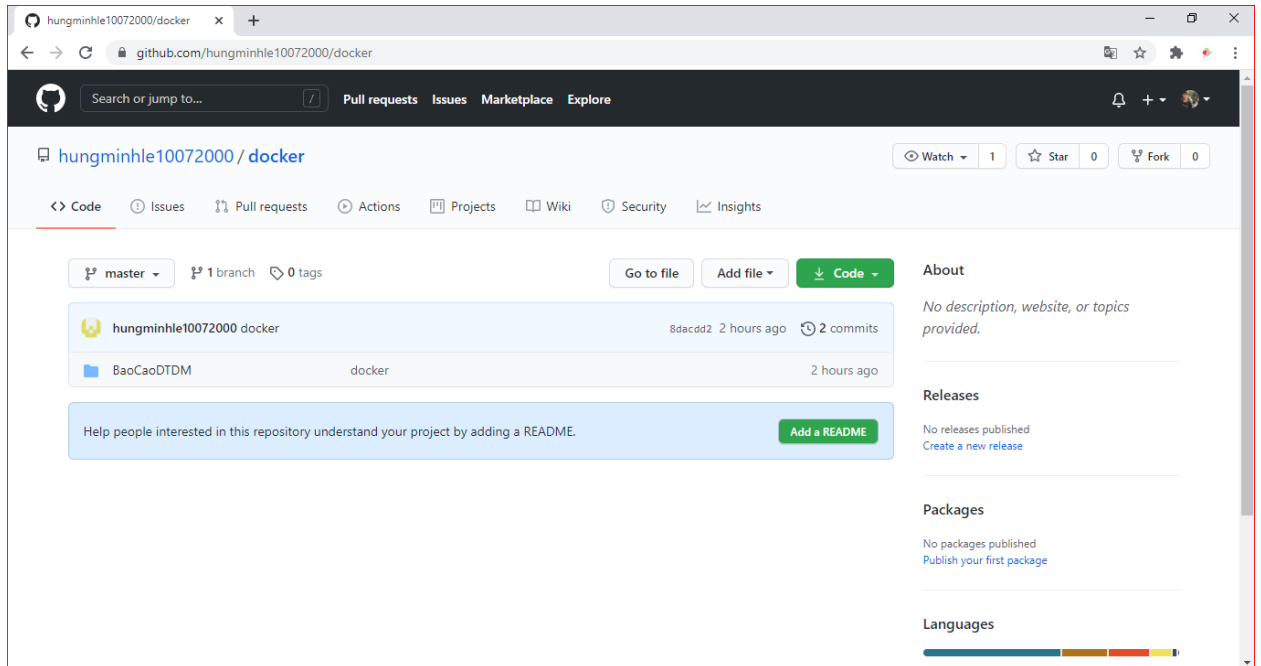 hungminhle10072000/docker
github.com/hungminhle10072000/docker
Search or jump to... / Pull requests Issues Marketplace Explore
hungminhle10072000 / docker Watch 1 Star 0 Fork 0
<> Code Issues Pull requests Actions Projects Wiki Security Insights
master 1 branch 0 tags Go to file Add file Code
hungminhle10072000 docker 8dacdd2 2 hours ago 2 commits
BaoCaoDTDM docker 2 hours ago
Help people interested in this repository understand your project by adding a README. Add a README
About
No description, website, or topics
provided.
Releases
No releases published
Create a new release
Packages
No packages published
Publish your first package
Languages